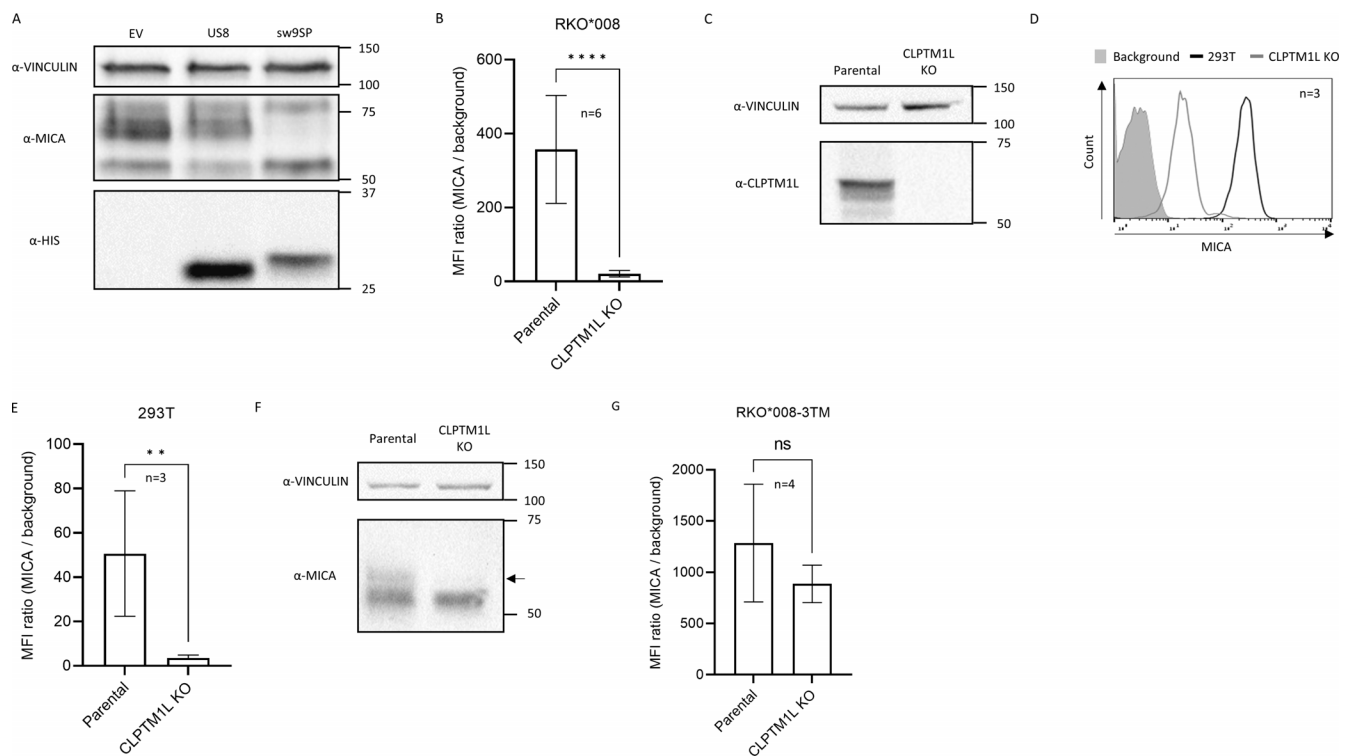 A
EV US8 sw9SP
α-VINCULIN
150
100
α-MICA
75
50
α-HIS
37
25
B
RKO*008
MFI ratio (MICA / background)
600
400
200
0
****
n=6
Parental
CLPTM1L KO
C
Parental
CLPTM1L
KO
α-VINCULIN
150
100
α-CLPTM1L
75
50
D
Background 293T CLPTM1L KO
n=3
Count
MICA
E
293T
MFI ratio (MICA / background)
100
80
60
40
20
0
**
n=3
Parental
CLPTM1L KO
F
Parental
CLPTM1L
KO
α-VINCULIN
150
100
α-MICA
75
50
G
RKO*008-3TM
MFI ratio (MICA / background)
2000
1500
1000
500
0
ns
n=4
Parental
CLPTM1L KO